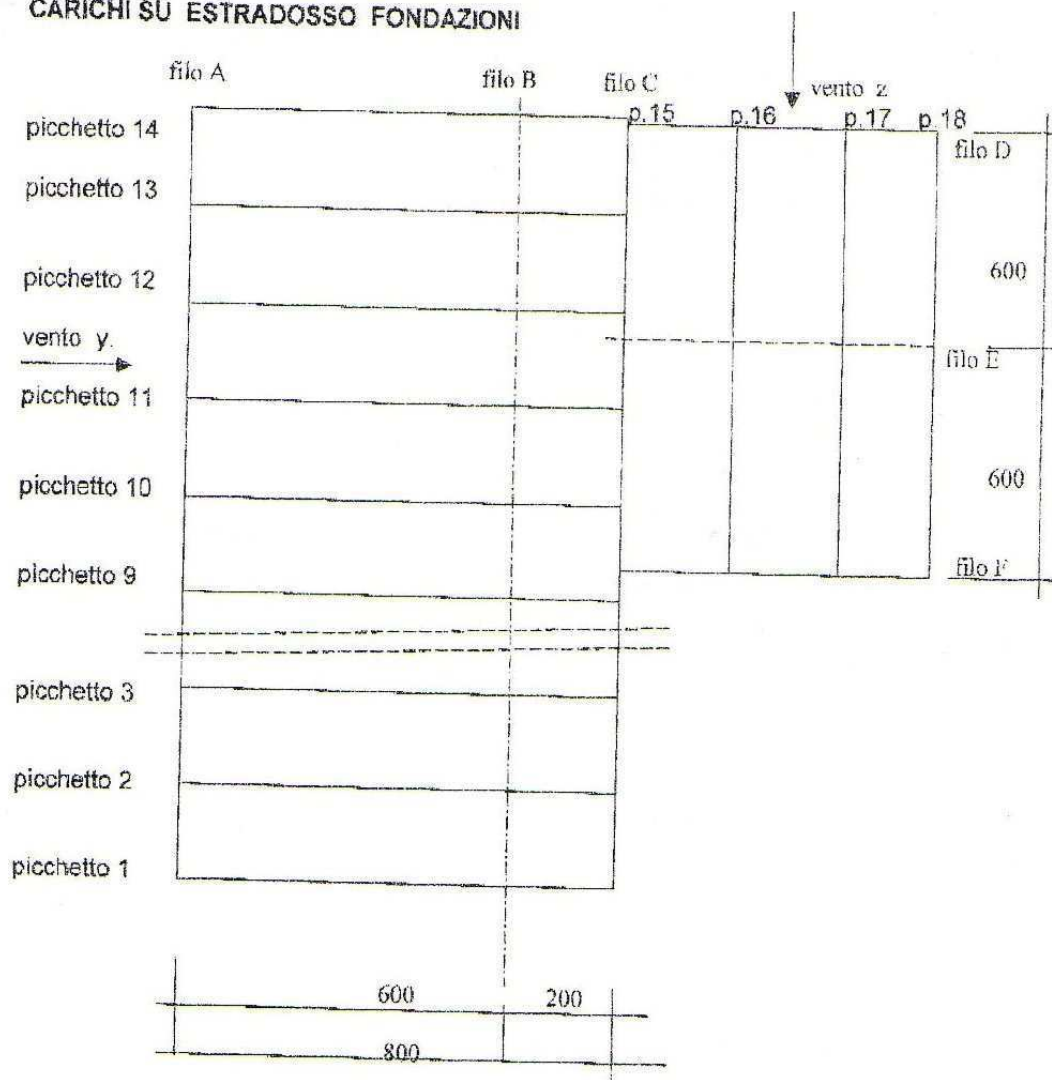 CARICHI SU ESTRADOSSO FONDAZIONI
filo A
filo B
filo C
vento z
picchetto 14
p.15
p.16
p.17
p.18
filo D
picchetto 13
picchetto 12
600
vento y.
filo E
picchetto 11
picchetto 10
600
picchetto 9
filo F
picchetto 3
picchetto 2
picchetto 1
600
200
800